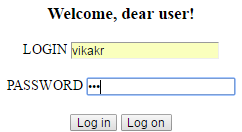 Welcome, dear user!
LOGIN vikakr
PASSWORD •••
Log in Log on